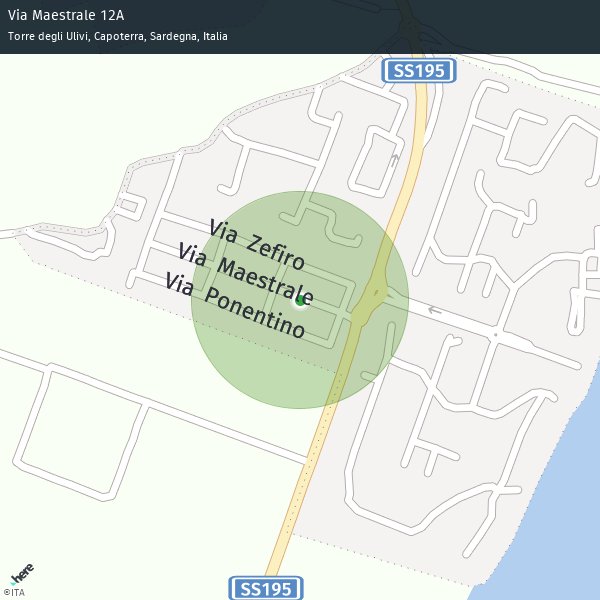 Via Maestrale 12A
Torre degli Ulivi, Capoterra, Sardegna, Italia
SS195
Via Zefiro
Via Maestrale
Via Ponentino
here
©ITA
SS195